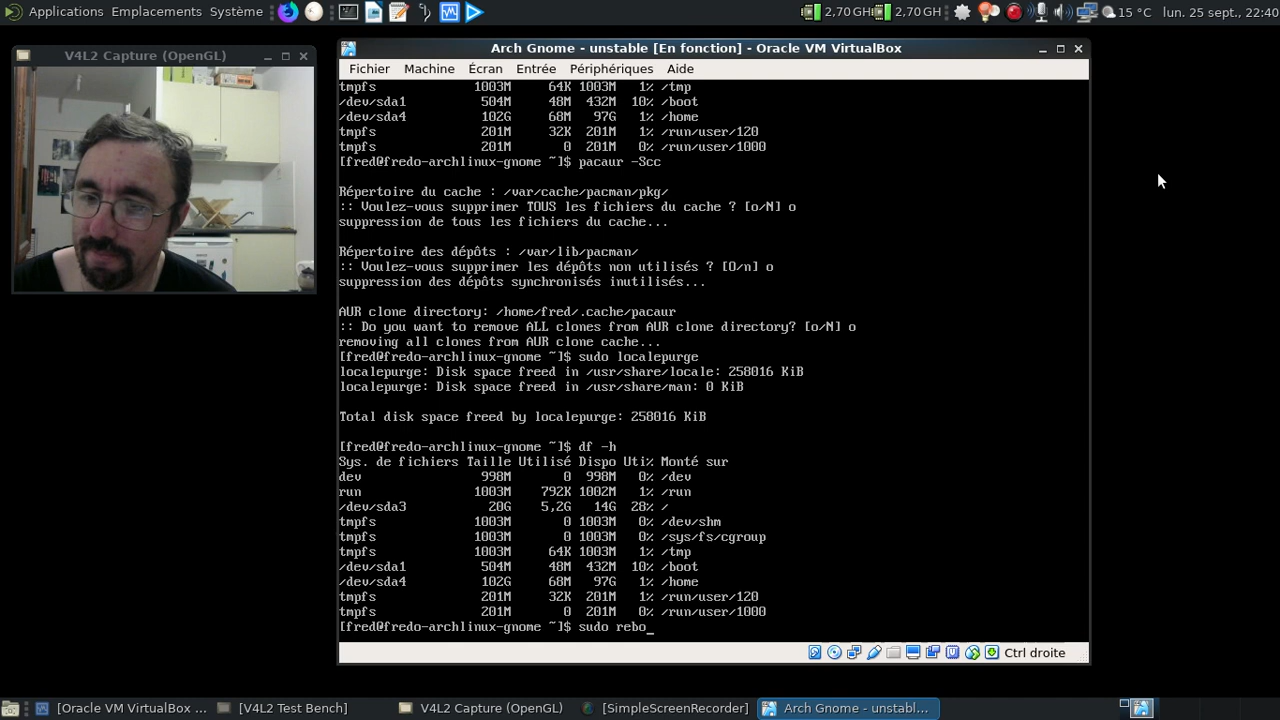 Applications Emplacements Système
2,70 GH 2,70 GH
15 °C lun. 25 sept., 22:40
V4L2 Capture (OpenGL)
Arch Gnome - unstable [En fonction] - Oracle VM VirtualBox
Fichier Machine Écran Entrée Périphériques Aide
tmpfs 1003M 64K 1003M 1% /tmp
/dev/sda1 504M 48M 432M 10% /boot
/dev/sda4 102G 68M 97G 1% /home
tmpfs 201M 32K 201M 1% /run/user/120
tmpfs 201M 0 201M 0% /run/user/1000
[fred@fredo-archlinux-gnome ~]$ pacaur -Scc
Répertoire du cache : /var/cache/pacman/pkg/
:: Voulez-vous supprimer TOUS les fichiers du cache ? [o/N] o
suppression de tous les fichiers du cache...
Répertoire des dépôts : /var/lib/pacman/
:: Voulez-vous supprimer les dépôts non utilisés ? [O/n] o
suppression des dépôts synchronisés inutilisés...
AUR clone directory: /home/fred/.cache/pacaur
:: Do you want to remove ALL clones from AUR clone directory? [o/N] o
removing all clones from AUR clone cache...
[fred@fredo-archlinux-gnome ~]$ sudo localepurge
localepurge: Disk space freed in /usr/share/locale: 258016 KiB
localepurge: Disk space freed in /usr/share/man: 0 KiB
Total disk space freed by localepurge: 258016 KiB
[fred@fredo-archlinux-gnome ~]$ df -h
Sys. de fichiers Taille Utilisé Dispo Uti% Monté sur
dev 998M 0 998M 0% /dev
run 1003M 792K 1002M 1% /run
/dev/sda3 20G 5,2G 14G 28% /
tmpfs 1003M 0 1003M 0% /dev/shm
tmpfs 1003M 0 1003M 0% /sys/fs/cgroup
tmpfs 1003M 64K 1003M 1% /tmp
/dev/sda1 504M 48M 432M 10% /boot
/dev/sda4 102G 68M 97G 1% /home
tmpfs 201M 32K 201M 1% /run/user/120
tmpfs 201M 0 201M 0% /run/user/1000
[fred@fredo-archlinux-gnome ~]$ sudo rebo_
Ctrl droite
[Oracle VM VirtualBox ... [V4L2 Test Bench] V4L2 Capture (OpenGL) [SimpleScreenRecorder] Arch Gnome - unstabl...